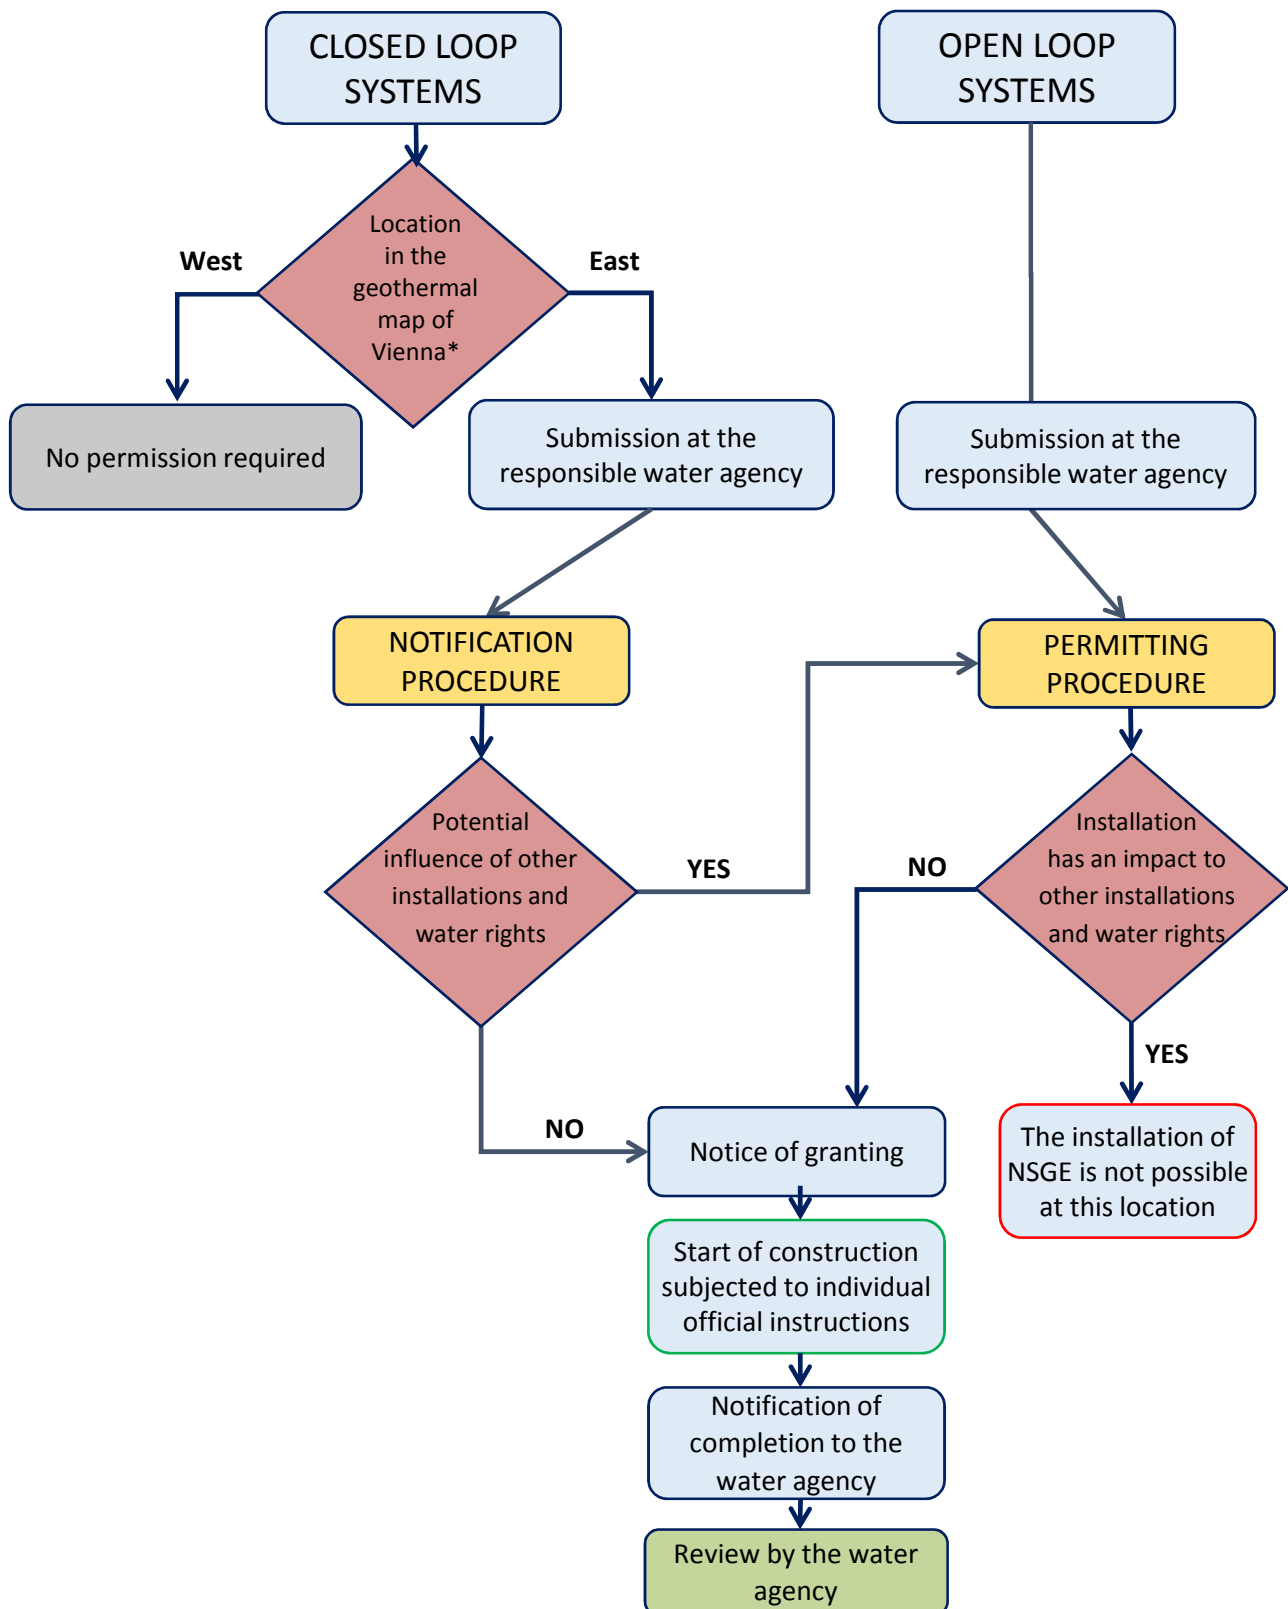 CLOSED LOOP
SYSTEMS
OPEN LOOP
SYSTEMS
Location
in the
geothermal
map of
Vienna*
West
East
No permission required
Submission at the
responsible water agency
Submission at the
responsible water agency
NOTIFICATION
PROCEDURE
PERMITTING
PROCEDURE
Potential
influence of other
installations and
water rights
YES
NO
Installation
has an impact to
other installations
and water rights
NO
YES
Notice of granting
The installation of
NSGE is not possible
at this location
Start of construction
subjected to individual
official instructions
Notification of
completion to the
water agency
Review by the water
agency